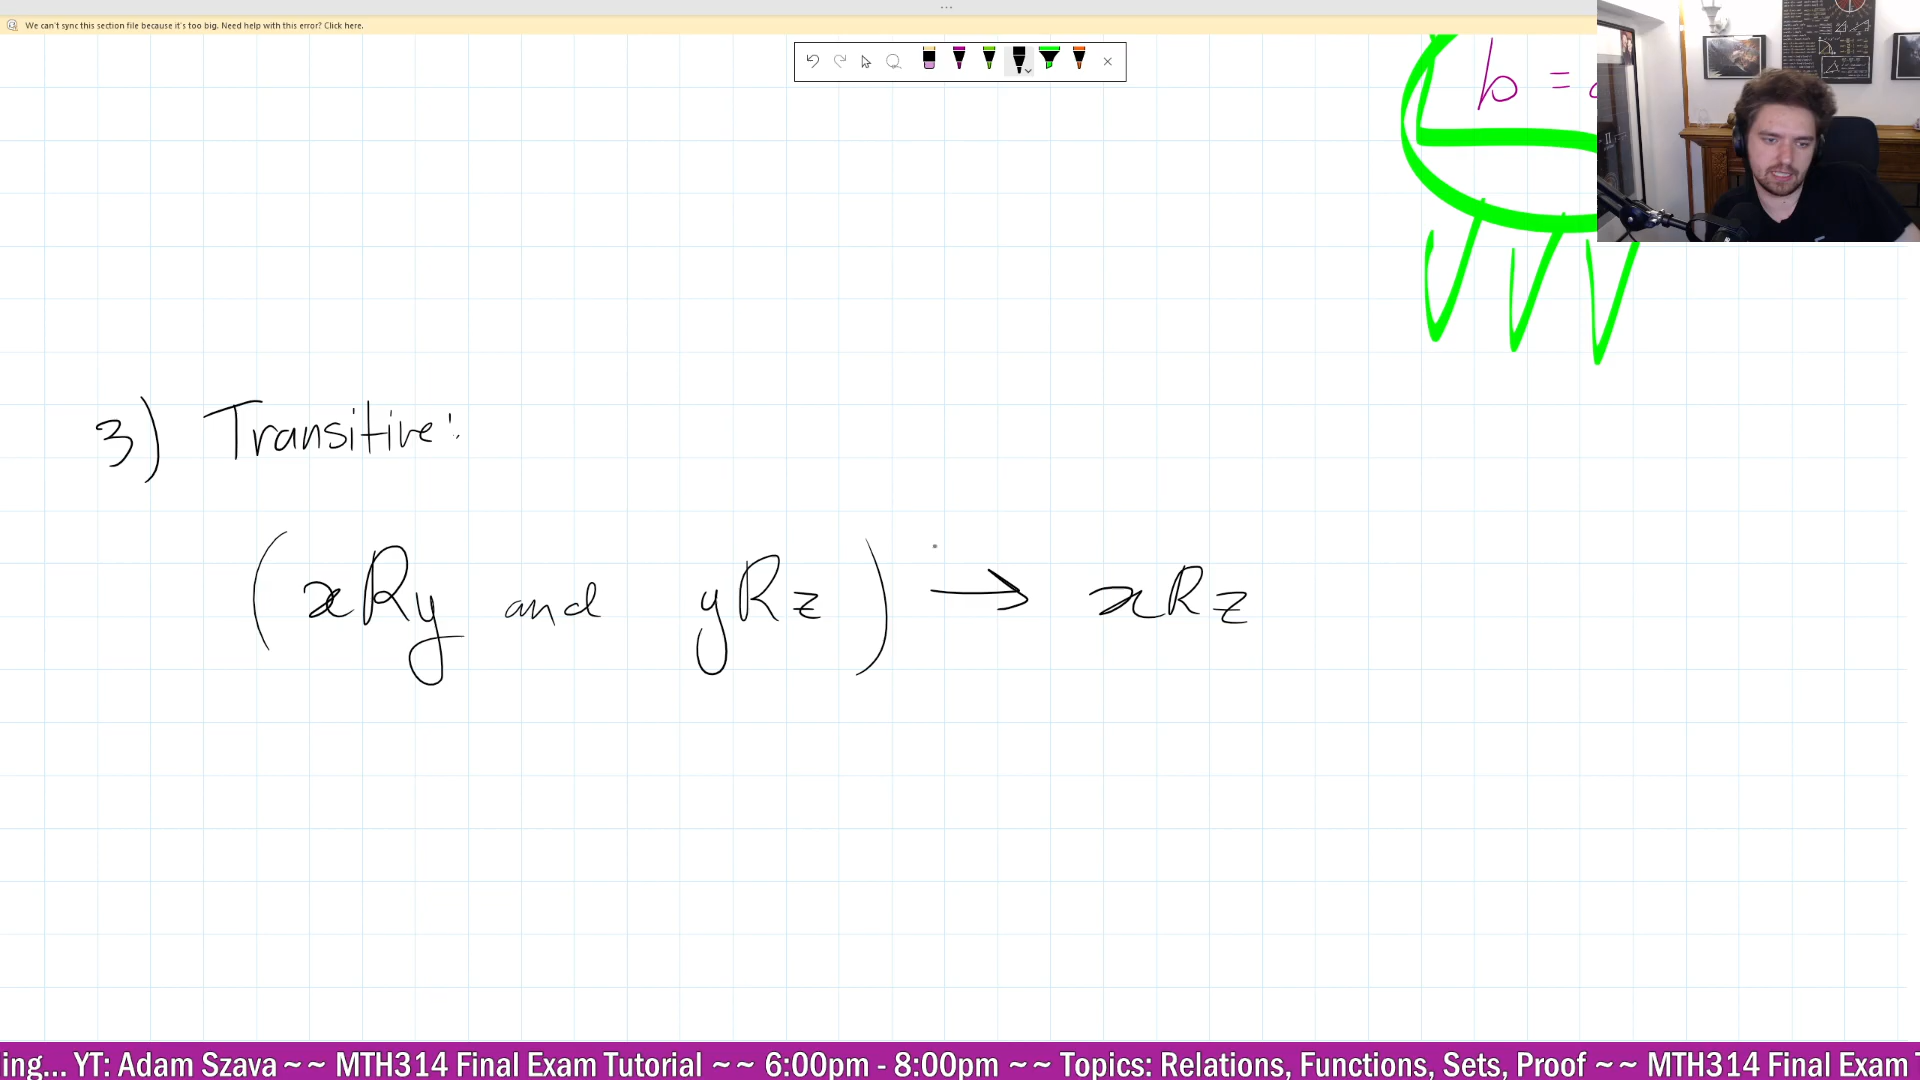 We can't sync this section file because it's too big. Need help with this error? Click here.
b =
3) Transitive:
(xRy and yRz) → xRz
ing... YT: Adam Szava ~~ MTH314 Final Exam Tutorial ~~ 6:00pm - 8:00pm ~~ Topics: Relations, Functions, Sets, Proof ~~ MTH314 Final Exam T